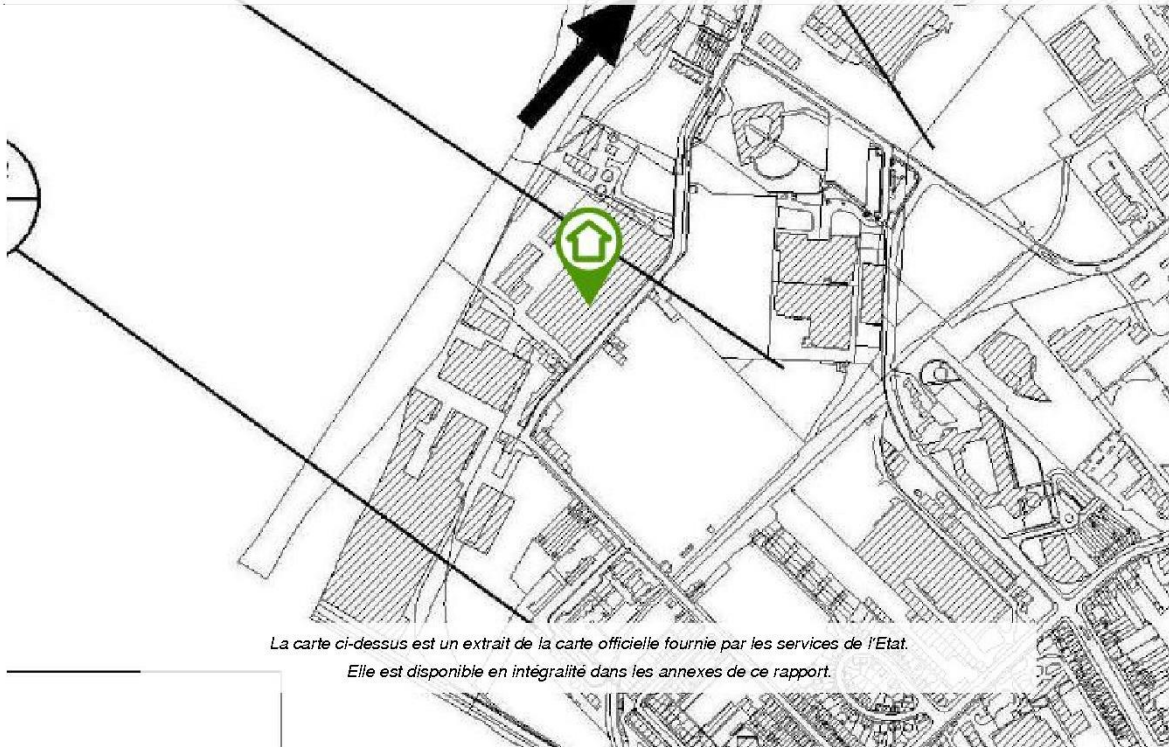 La carte ci-dessus est un extrait de la carte officielle fournie par les services de l'Etat.
Elle est disponible en intégralité dans les annexes de ce rapport.